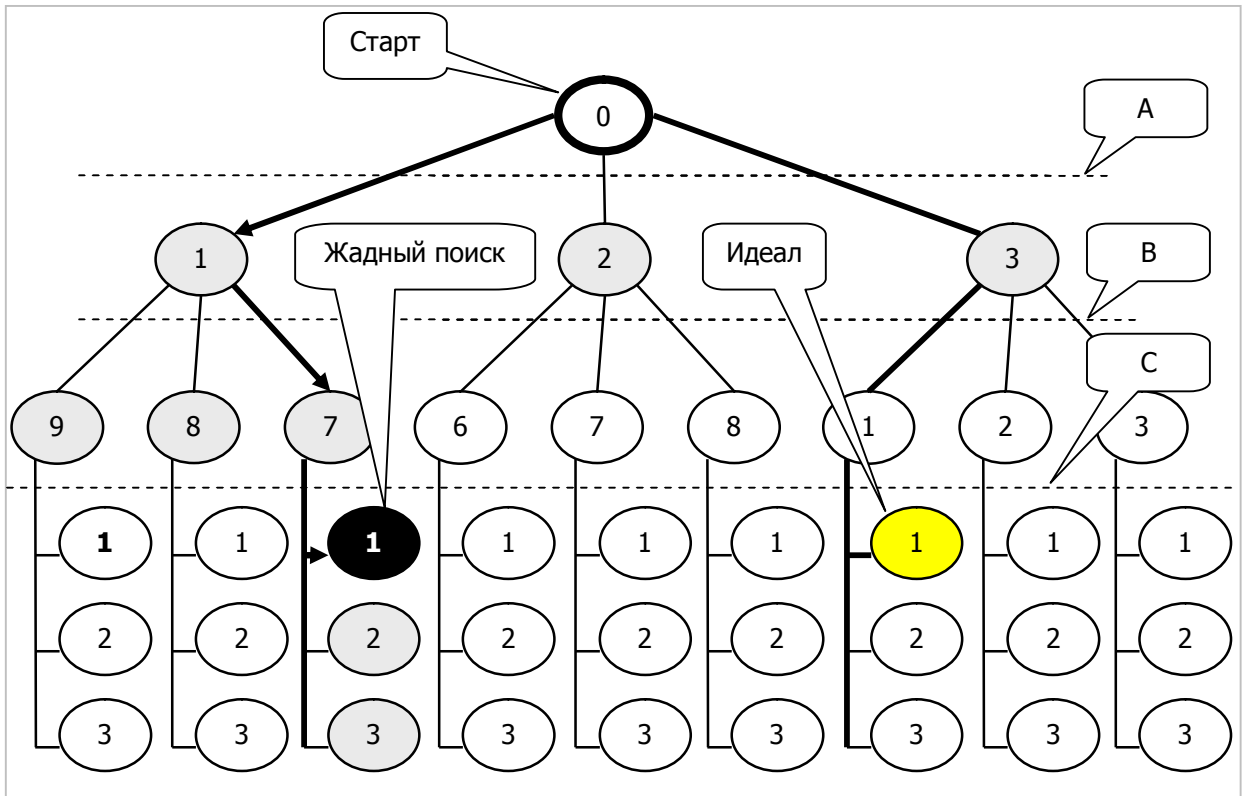 Старт
0
A
1
Жадный поиск
2
Идеал
3
B
C
9 8 7 6 7 8 1 2 3
1 1 1 1 1 1 1 1 1
2 2 2 2 2 2 2 2 2
3 3 3 3 3 3 3 3 3